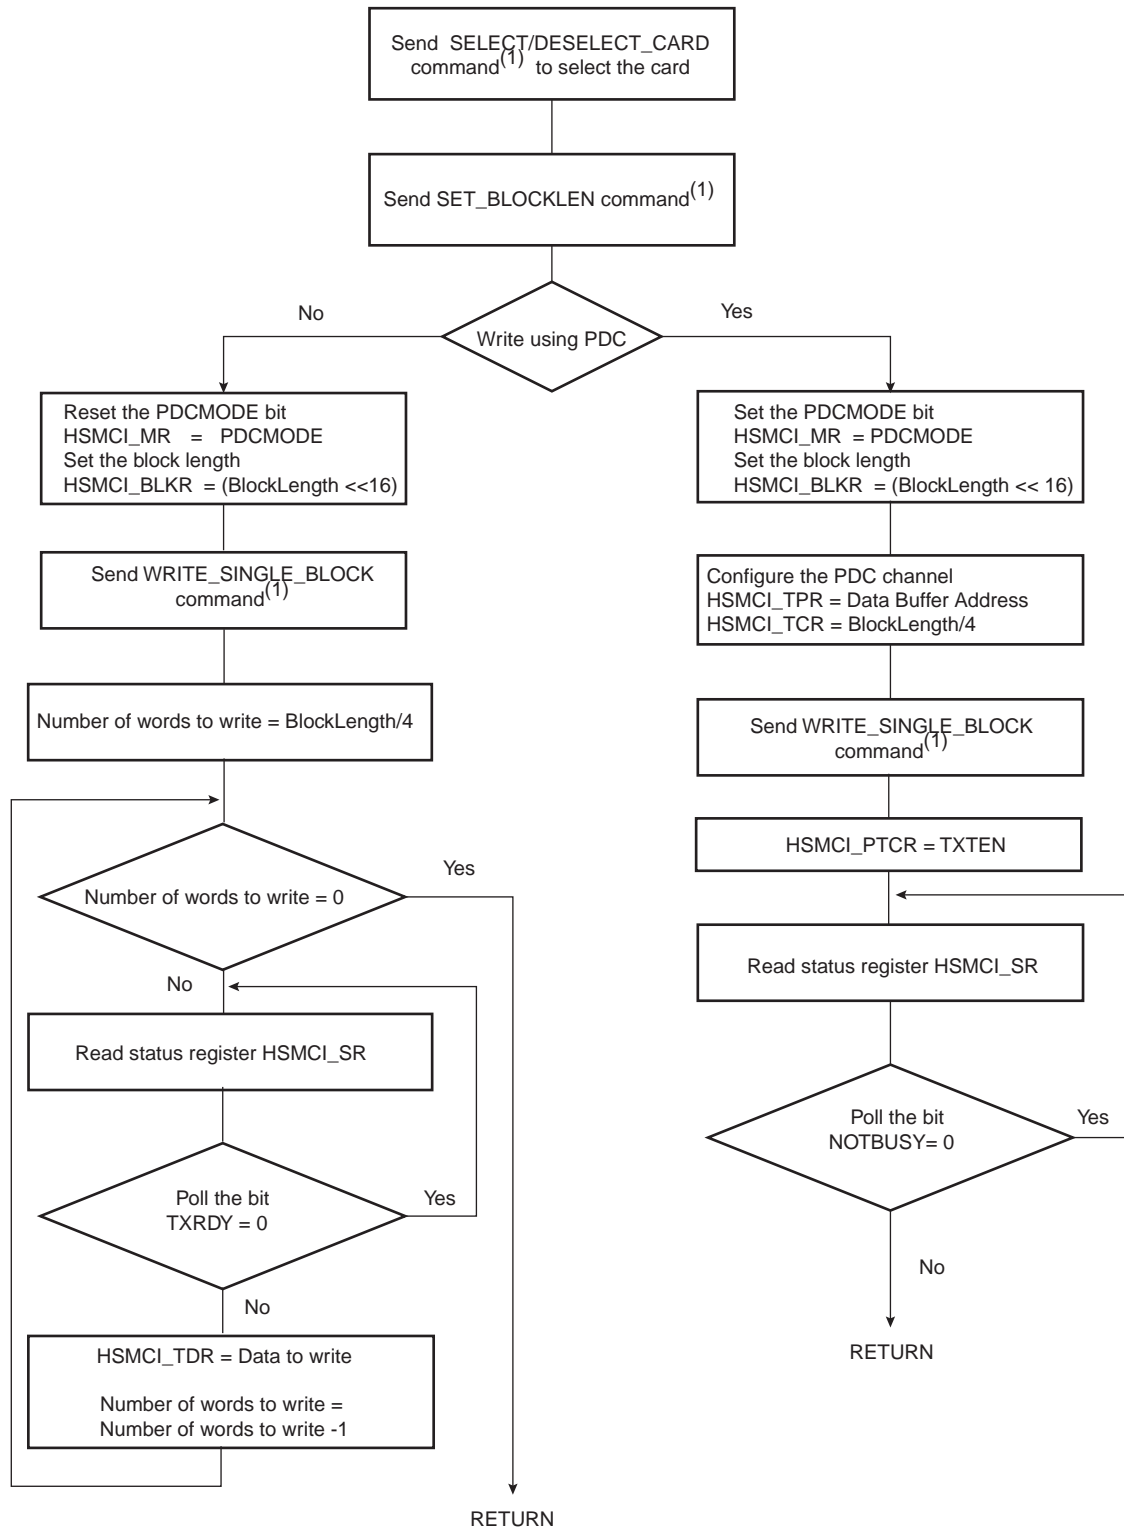 Send SELECT/DESELECT_CARD
command(1) to select the card
Send SET_BLOCKLEN command(1)
No
Yes
Write using PDC
Reset the PDCMODE bit
HSMCI_MR = PDCMODE
Set the block length
HSMCI_BLKR = (BlockLength <<16)
Send WRITE_SINGLE_BLOCK
command(1)
Number of words to write = BlockLength/4
Number of words to write = 0
Yes
No
Read status register HSMCI_SR
Poll the bit
TXRDY = 0
Yes
No
HSMCI_TDR = Data to write
Number of words to write =
Number of words to write -1
RETURN
Set the PDCMODE bit
HSMCI_MR = PDCMODE
Set the block length
HSMCI_BLKR = (BlockLength << 16)
Configure the PDC channel
HSMCI_TPR = Data Buffer Address
HSMCI_TCR = BlockLength/4
Send WRITE_SINGLE_BLOCK
command(1)
HSMCI_PTCR = TXTEN
Read status register HSMCI_SR
Poll the bit
NOTBUSY= 0
Yes
No
RETURN